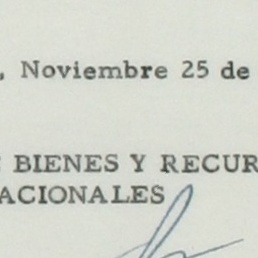 , Noviembre 25 de
BIENES Y RECUR
ACIONALES